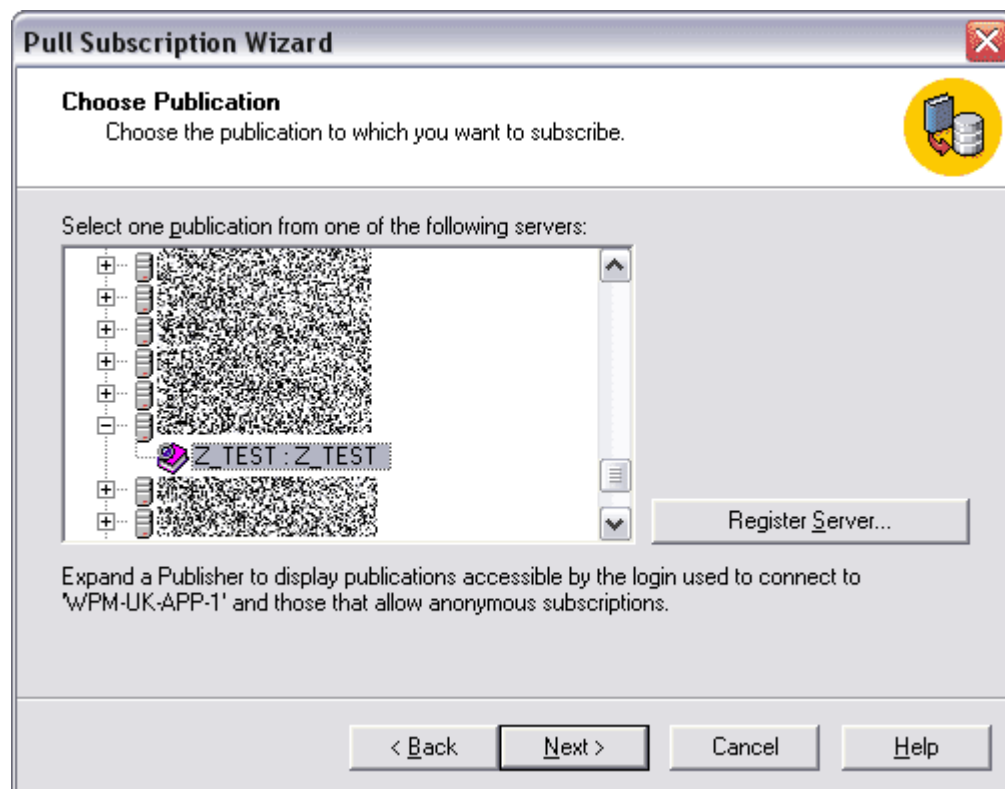 Pull Subscription Wizard
Choose Publication
Choose the publication to which you want to subscribe.
Select one publication from one of the following servers:
Z_TEST : Z_TEST
Register Server...
Expand a Publisher to display publications accessible by the login used to connect to
'WPM-UK-APP-1' and those that allow anonymous subscriptions.
< Back Next > Cancel Help